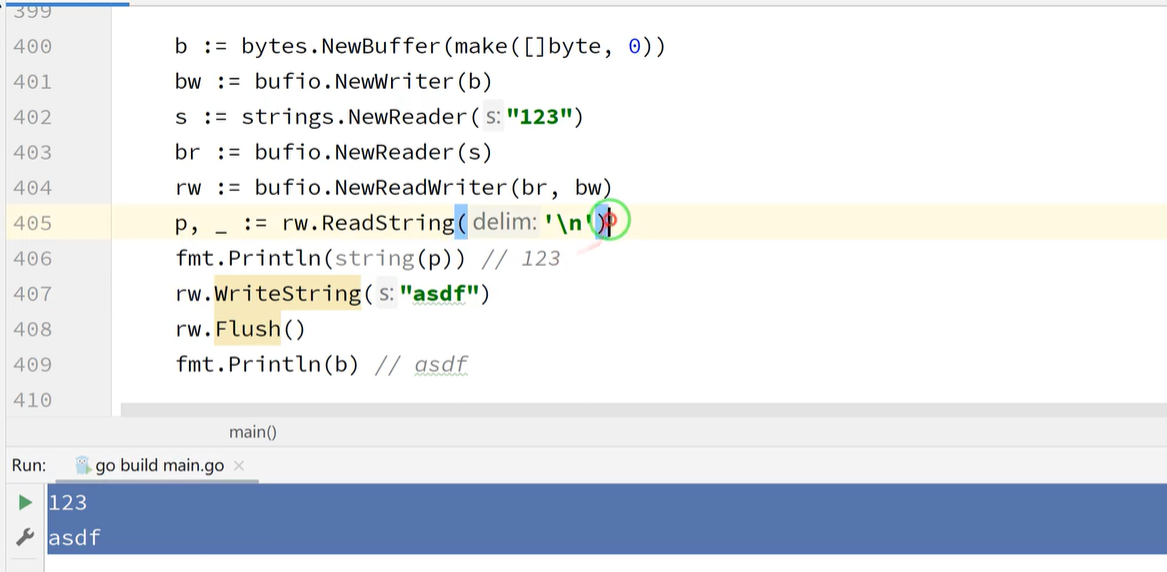 399
400 b := bytes.NewBuffer(make([]byte, 0))
401 bw := bufio.NewWriter(b)
402 s := strings.NewReader( s: "123")
403 br := bufio.NewReader(s)
404 rw := bufio.NewReadWriter(br, bw)
405 p, _ := rw.ReadString( delim: '\n')
406 fmt.Println(string(p)) // 123
407 rw.WriteString( s: "asdf")
408 rw.Flush()
409 fmt.Println(b) // asdf
410
main()
Run: go build main.go ×
123
asdf